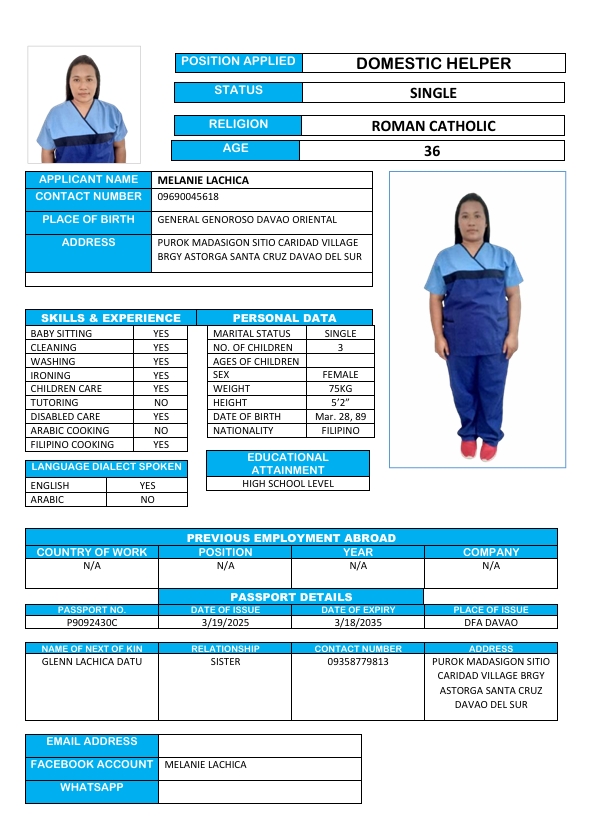 POSITION APPLIED DOMESTIC HELPER
STATUS SINGLE
RELIGION ROMAN CATHOLIC
AGE 36
APPLICANT NAME MELANIE LACHICA
CONTACT NUMBER 09690045618
PLACE OF BIRTH GENERAL GENOROSO DAVAO ORIENTAL
ADDRESS PUROK MADASIGON SITIO CARIDAD VILLAGE
BRGY ASTORGA SANTA CRUZ DAVAO DEL SUR
SKILLS & EXPERIENCE
BABY SITTING YES
CLEANING YES
WASHING YES
IRONING YES
CHILDREN CARE YES
TUTORING NO
DISABLED CARE YES
ARABIC COOKING NO
FILIPINO COOKING YES
LANGUAGE DIALECT SPOKEN
ENGLISH YES
ARABIC NO
PERSONAL DATA
MARITAL STATUS SINGLE
NO. OF CHILDREN 3
AGES OF CHILDREN
SEX FEMALE
WEIGHT 75KG
HEIGHT 5’2”
DATE OF BIRTH Mar. 28, 89
NATIONALITY FILIPINO
EDUCATIONAL
ATTAINMENT
HIGH SCHOOL LEVEL
PREVIOUS EMPLOYMENT ABROAD
COUNTRY OF WORK POSITION YEAR COMPANY
N/A N/A N/A N/A
PASSPORT DETAILS
PASSPORT NO. DATE OF ISSUE DATE OF EXPIRY PLACE OF ISSUE
P9092430C 3/19/2025 3/18/2035 DFA DAVAO
NAME OF NEXT OF KIN RELATIONSHIP CONTACT NUMBER ADDRESS
GLENN LACHICA DATU SISTER 09358779813 PUROK MADASIGON SITIO
CARIDAD VILLAGE BRGY
ASTORGA SANTA CRUZ
DAVAO DEL SUR
EMAIL ADDRESS
FACEBOOK ACCOUNT MELANIE LACHICA
WHATSAPP